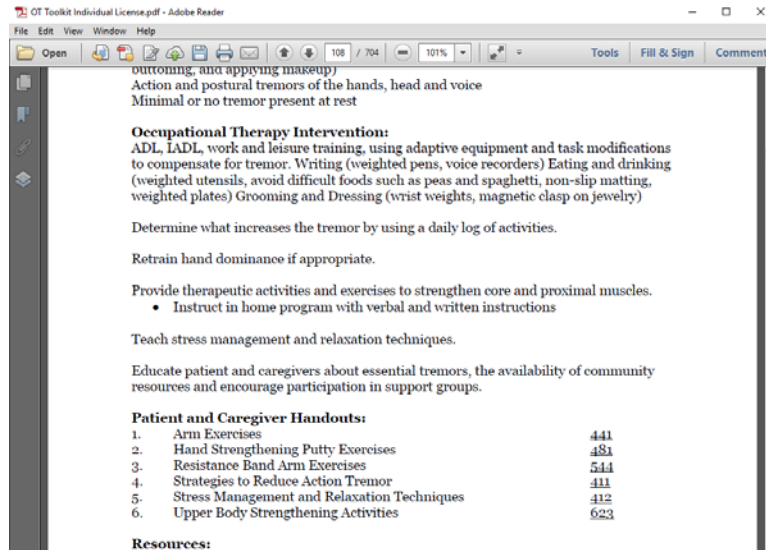 OT Toolkit Individual License.pdf - Adobe Reader
File Edit View Window Help
Open 108 / 704 101% Tools Fill & Sign Comment
buttoning, and applying makeup)
Action and postural tremors of the hands, head and voice
Minimal or no tremor present at rest
Occupational Therapy Intervention:
ADL, IADL, work and leisure training, using adaptive equipment and task modifications
to compensate for tremor. Writing (weighted pens, voice recorders) Eating and drinking
(weighted utensils, avoid difficult foods such as peas and spaghetti, non-slip matting,
weighted plates) Grooming and Dressing (wrist weights, magnetic clasp on jewelry)
Determine what increases the tremor by using a daily log of activities.
Retrain hand dominance if appropriate.
Provide therapeutic activities and exercises to strengthen core and proximal muscles.
• Instruct in home program with verbal and written instructions
Teach stress management and relaxation techniques.
Educate patient and caregivers about essential tremors, the availability of community
resources and encourage participation in support groups.
Patient and Caregiver Handouts:
1. Arm Exercises 441
2. Hand Strengthening Putty Exercises 481
3. Resistance Band Arm Exercises 544
4. Strategies to Reduce Action Tremor 411
5. Stress Management and Relaxation Techniques 412
6. Upper Body Strengthening Activities 623
Resources: